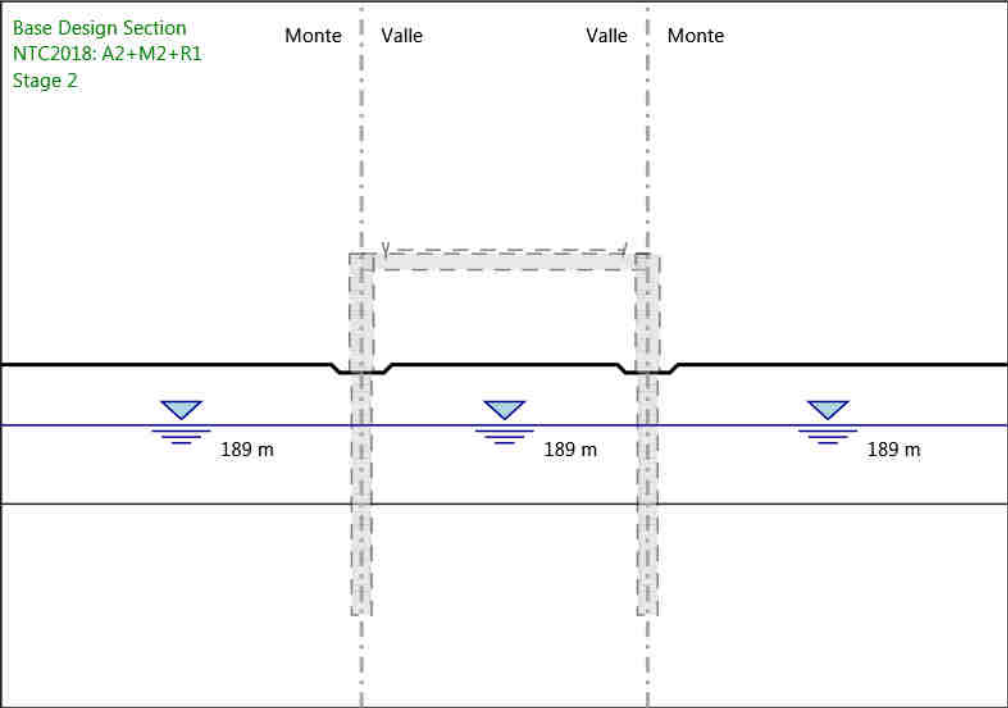 Base Design Section
NTC2018: A2+M2+R1
Stage 2
Monte Valle Valle Monte
189 m 189 m 189 m